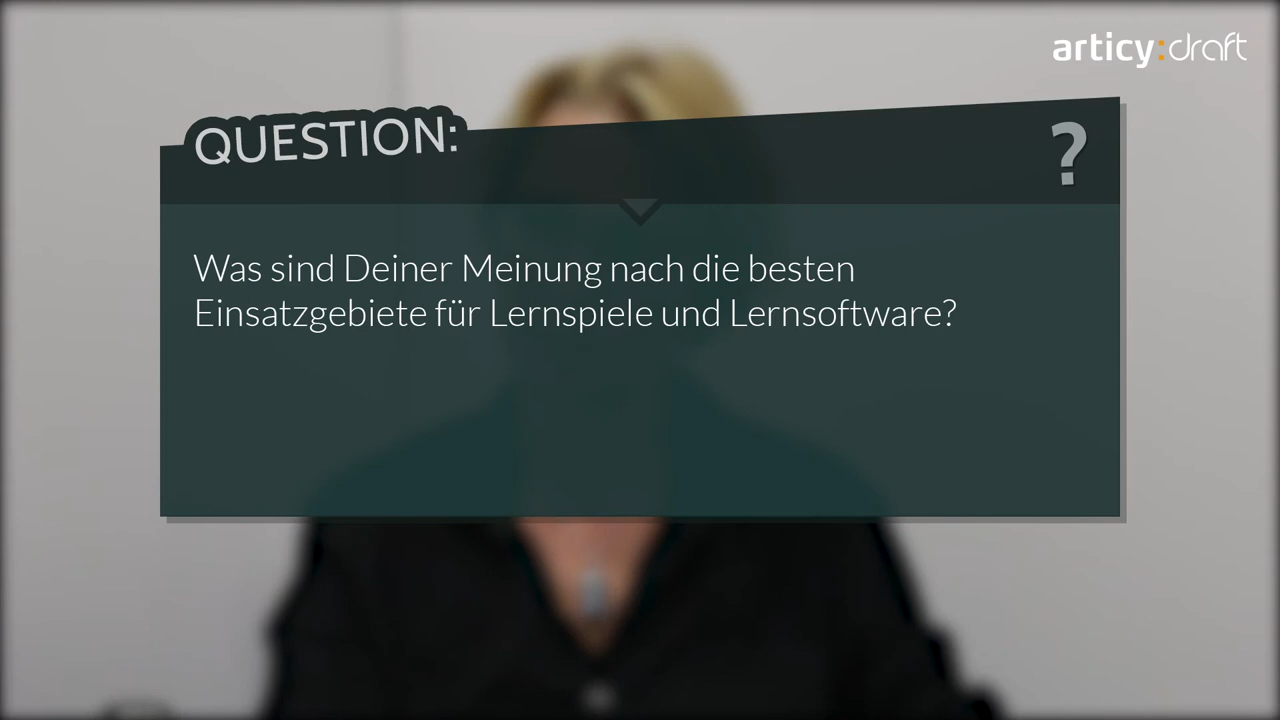 articy:draft
QUESTION:
?
Was sind Deiner Meinung nach die besten
Einsatzgebiete für Lernspiele und Lernsoftware?